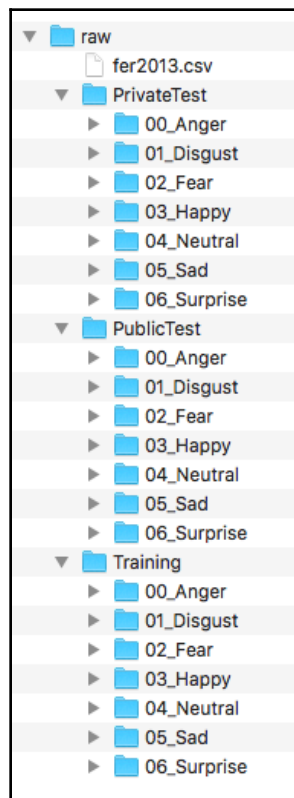 raw
fer2013.csv
PrivateTest
00_Anger
01_Disgust
02_Fear
03_Happy
04_Neutral
05_Sad
06_Surprise
PublicTest
00_Anger
01_Disgust
02_Fear
03_Happy
04_Neutral
05_Sad
06_Surprise
Training
00_Anger
01_Disgust
02_Fear
03_Happy
04_Neutral
05_Sad
06_Surprise